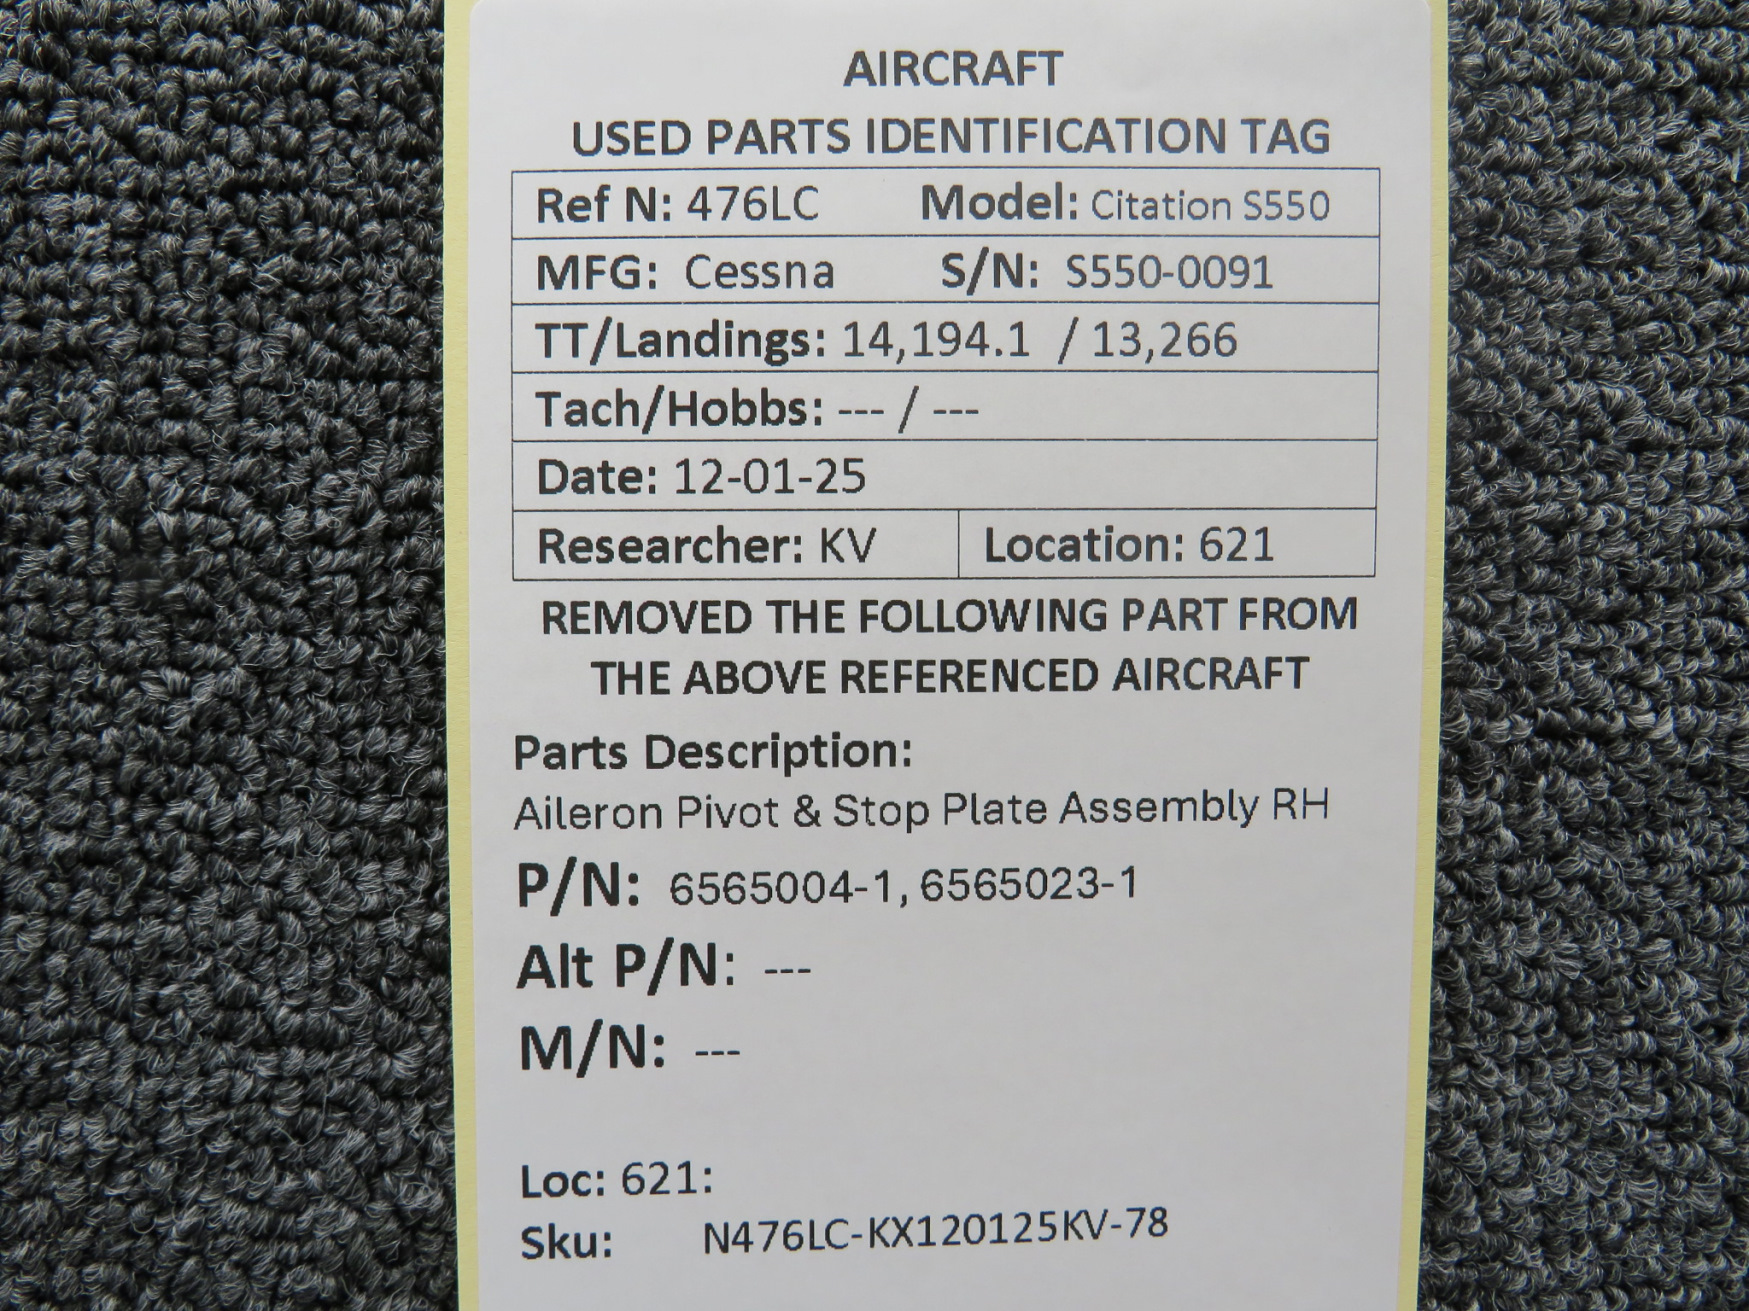 AIRCRAFT
USED PARTS IDENTIFICATION TAG
Ref N: 476LC Model: Citation S550
MFG: Cessna S/N: S550-0091
TT/Landings: 14,194.1 / 13,266
Tach/Hobbs: --- / ---
Date: 12-01-25
Researcher: KV Location: 621
REMOVED THE FOLLOWING PART FROM
THE ABOVE REFERENCED AIRCRAFT
Parts Description:
Aileron Pivot & Stop Plate Assembly RH
P/N: 6565004-1, 6565023-1
Alt P/N: ---
M/N: ---
Loc: 621:
Sku: N476LC-KX120125KV-78